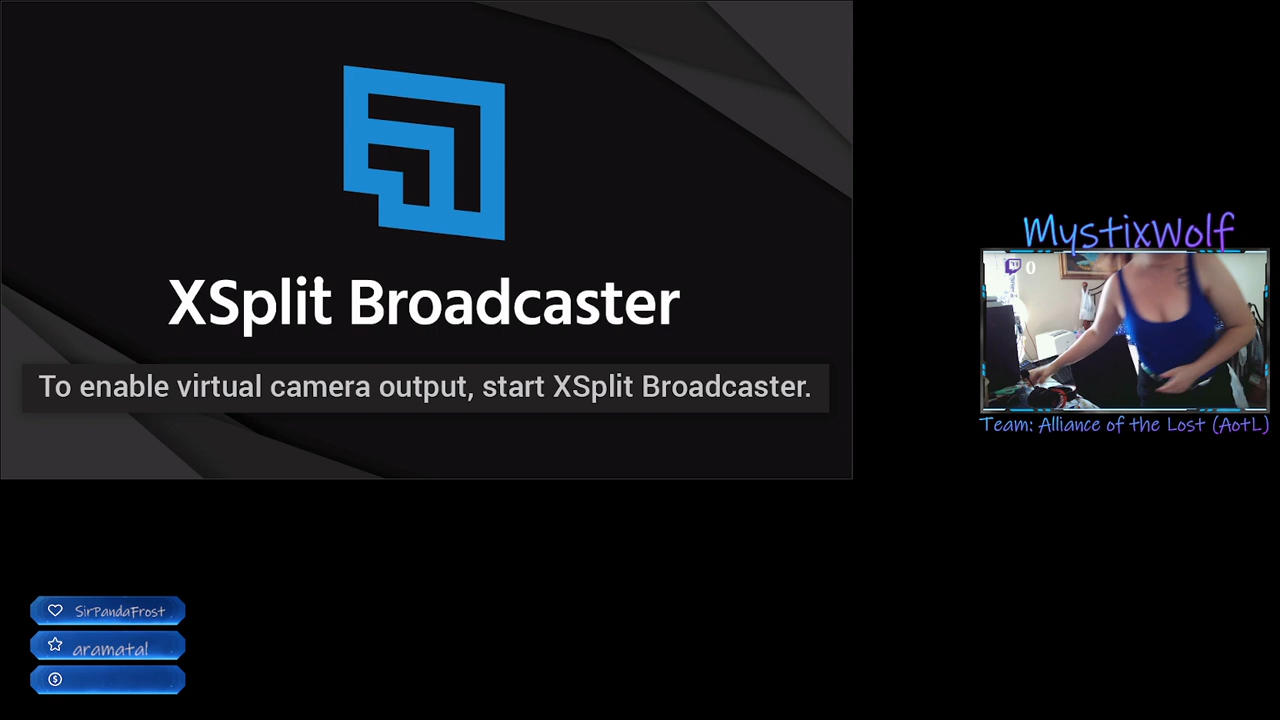 XSplit Broadcaster
To enable virtual camera output, start XSplit Broadcaster.
MystixWolf
0
Team: Alliance of the Lost (AotL)
SirPandaFrost
aramatal